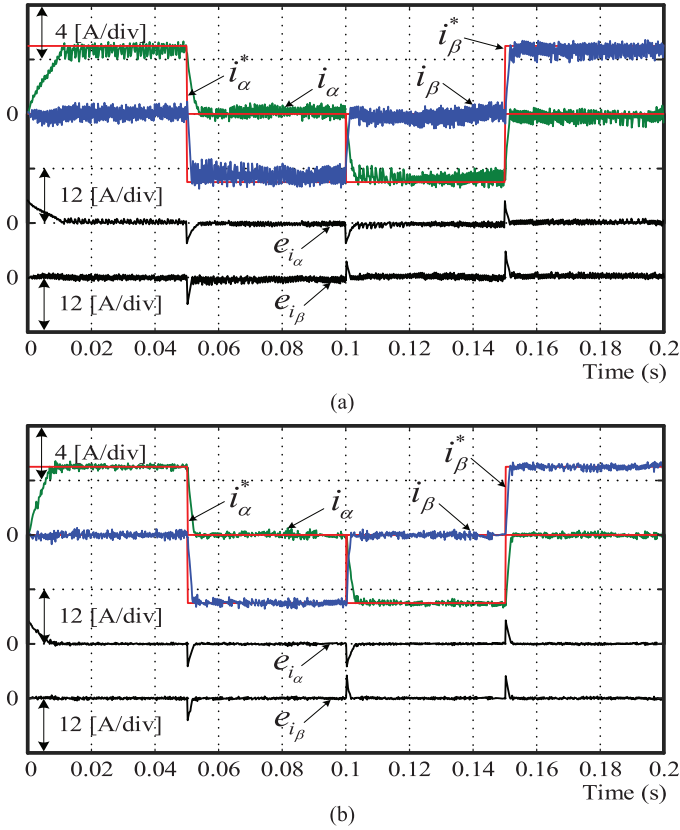 4 [A/div]
i*β
i*α
iα
iβ
0
12 [A/div]
0
eiα
0
eiβ
12 [A/div]
0 0.02 0.04 0.06 0.08 0.1 0.12 0.14 0.16 0.18 0.2
Time (s)
(a)
4 [A/div]
i*β
i*α
iα
iβ
0
12 [A/div]
0
eiα
0
eiβ
12 [A/div]
0 0.02 0.04 0.06 0.08 0.1 0.12 0.14 0.16 0.18 0.2
Time (s)
(b)